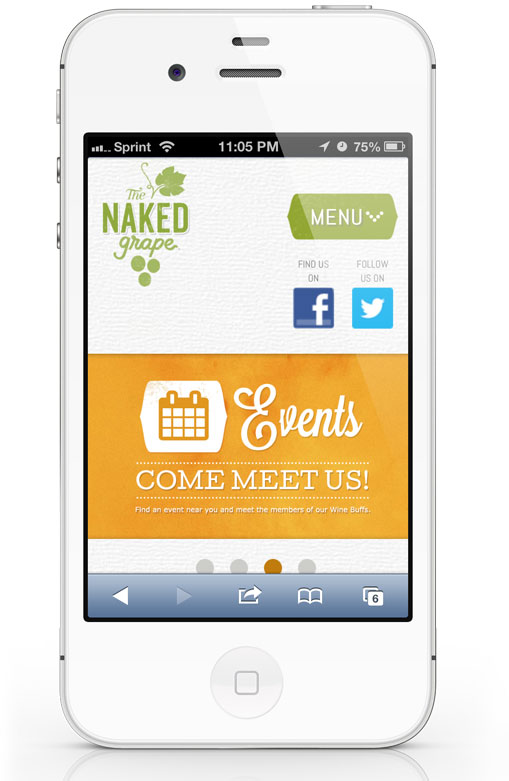 Sprint 11:05 PM 75%
The
NAKED
grape
MENU
FIND US
ON
FOLLOW
US ON
f
Events
COME MEET US!
Find an event near you and meet the members of our Wine Buffs.
6